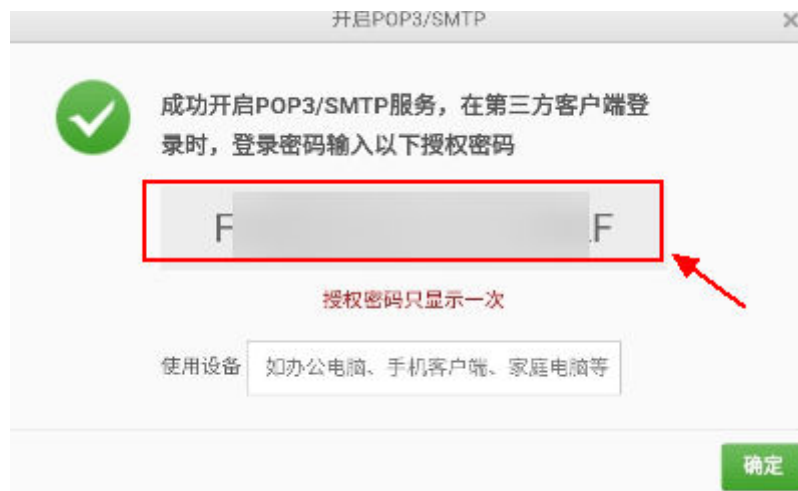 开启POP3/SMTP
成功开启POP3/SMTP服务，在第三方客户端登
录时，登录密码输入以下授权密码
F F
授权密码只显示一次
使用设备 如办公电脑、手机客户端、家庭电脑等
确定